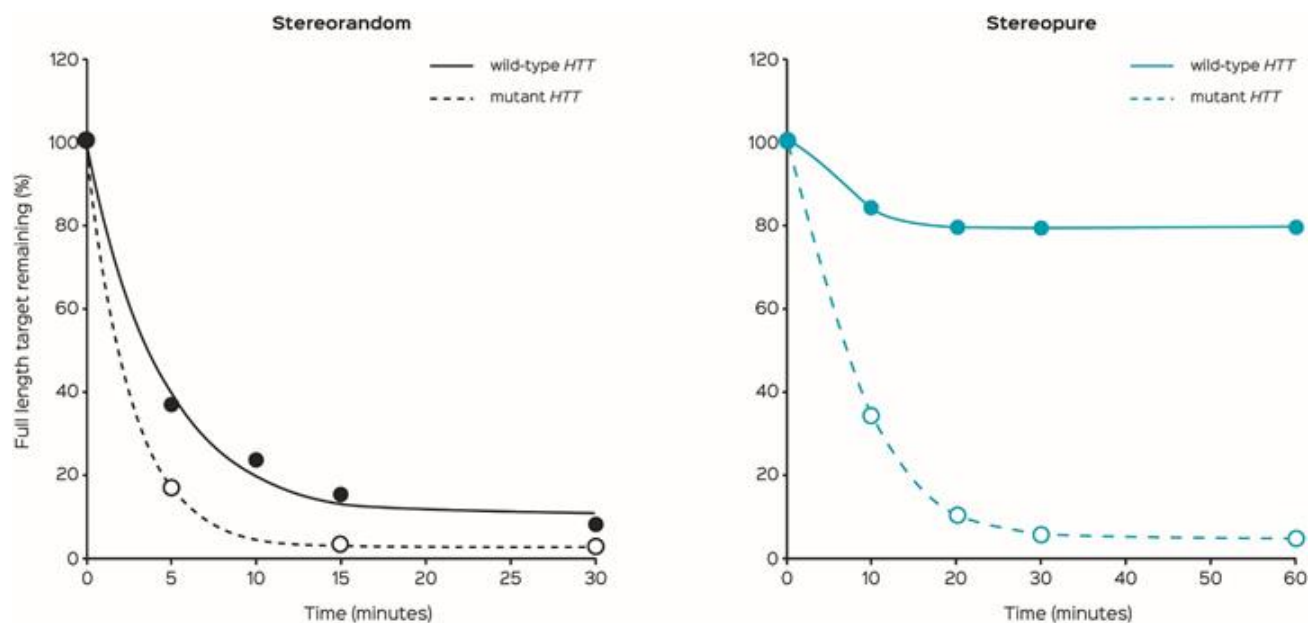 Stereorandom
120
100
80
60
40
20
0
Full length target remaining (%)
wild-type HTT
mutant HTT
0 5 10 15 20 25 30
Time (minutes)
Stereopure
120
100
80
60
40
20
0
wild-type HTT
mutant HTT
0 10 20 30 40 50 60
Time (minutes)